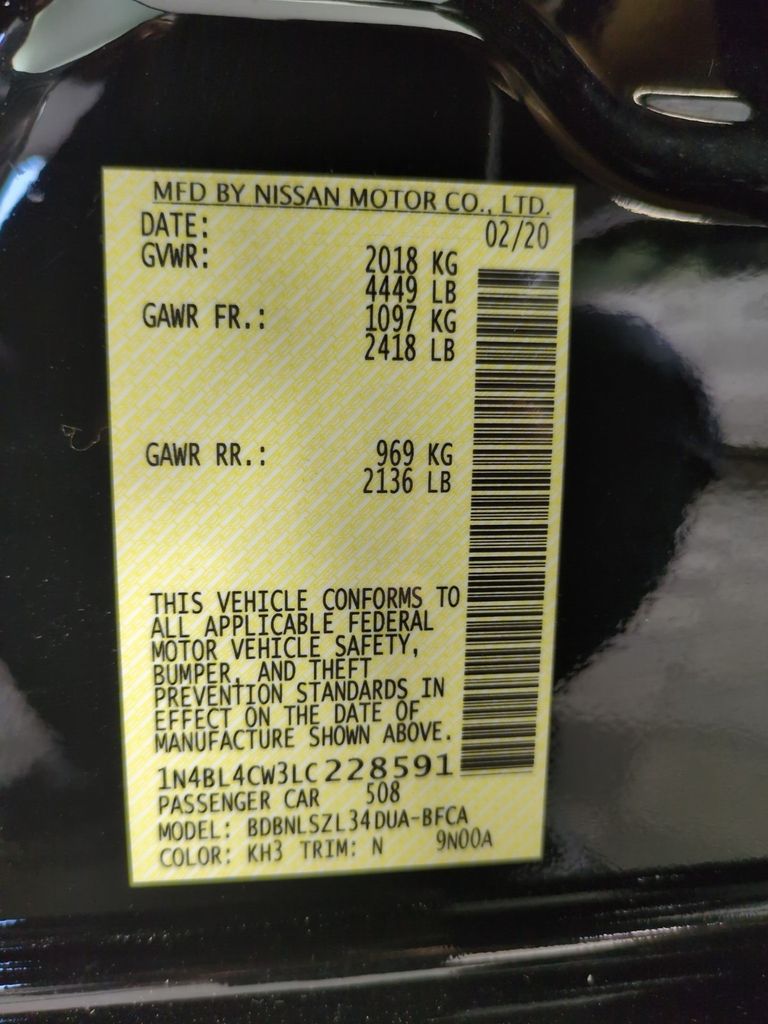 MFD BY NISSAN MOTOR CO., LTD.
DATE: 02/20
GVWR: 2018 KG
4449 LB
GAWR FR.: 1097 KG
2418 LB
GAWR RR.: 969 KG
2136 LB
THIS VEHICLE CONFORMS TO
ALL APPLICABLE FEDERAL
MOTOR VEHICLE SAFETY,
BUMPER, AND THEFT
PREVENTION STANDARDS IN
EFFECT ON THE DATE OF
MANUFACTURE SHOWN ABOVE.
1N4BL4CW3LC228591
PASSENGER CAR 508
MODEL: BDBNLSZL34DUA-BFCA
COLOR: KH3 TRIM: N 9N00A